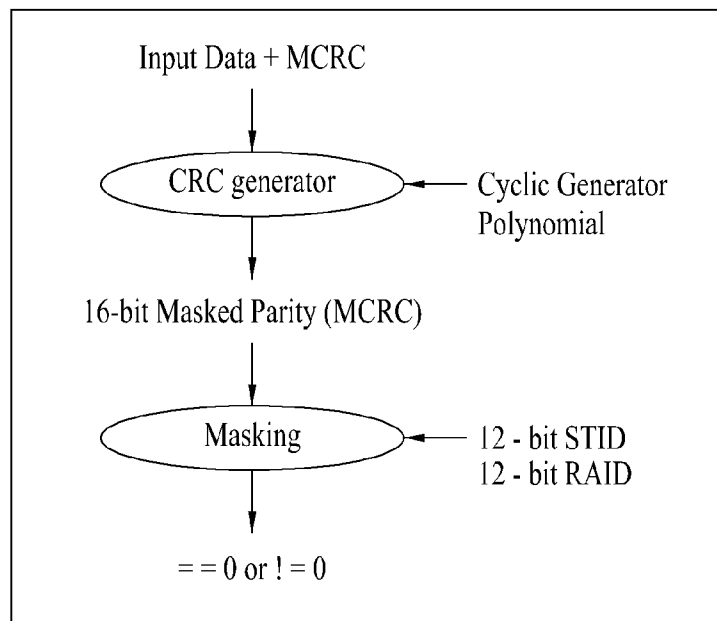 Input Data + MCRC
CRC generator
Cyclic Generator
Polynomial
16-bit Masked Parity (MCRC)
Masking
12 - bit STID
12 - bit RAID
= = 0 or ! = 0